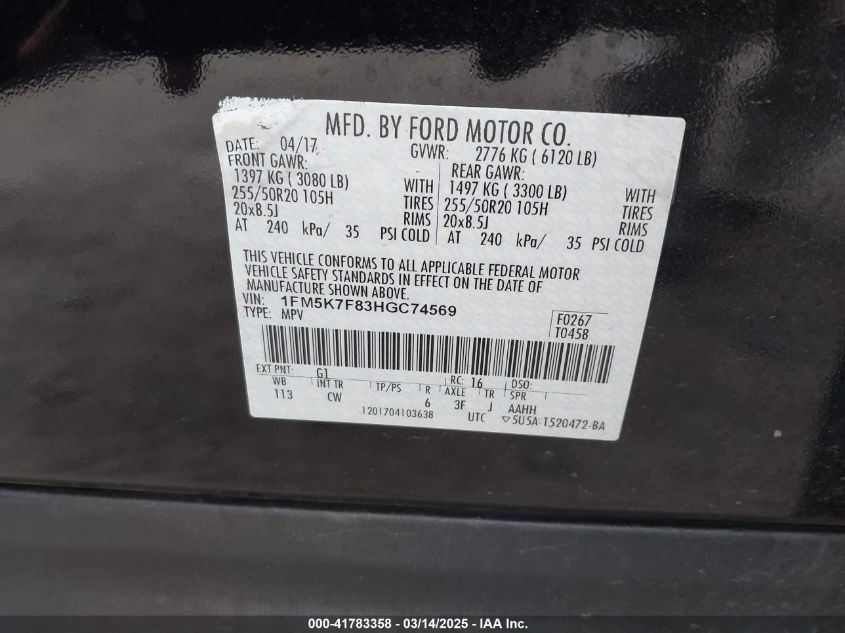 MFD. BY FORD MOTOR CO.
DATE: 04/17 GVWR: 2776 KG ( 6120 LB)
FRONT GAWR: REAR GAWR:
1397 KG ( 3080 LB) WITH 1497 KG ( 3300 LB) WITH
255/50R20 105H TIRES 255/50R20 105H TIRES
20x8.5J RIMS 20x8.5J RIMS
AT 240 kPa/ 35 PSI COLD AT 240 kPa/ 35 PSI COLD
THIS VEHICLE CONFORMS TO ALL APPLICABLE FEDERAL MOTOR
VEHICLE SAFETY STANDARDS IN EFFECT ON THE DATE OF
MANUFACTURE SHOWN ABOVE.
VIN: 1FM5K7F83HGC74569
TYPE: MPV
F0267
T0458
EXT PNT: G1 RC: 16 DSO:
WB INT TR TP/PS R AXLE TR SPR
113 CW 6 3F J AAHH
1201704103638 UTC ▽5U5A-1520472-BA
000-41783358 - 03/14/2025 - IAA Inc.